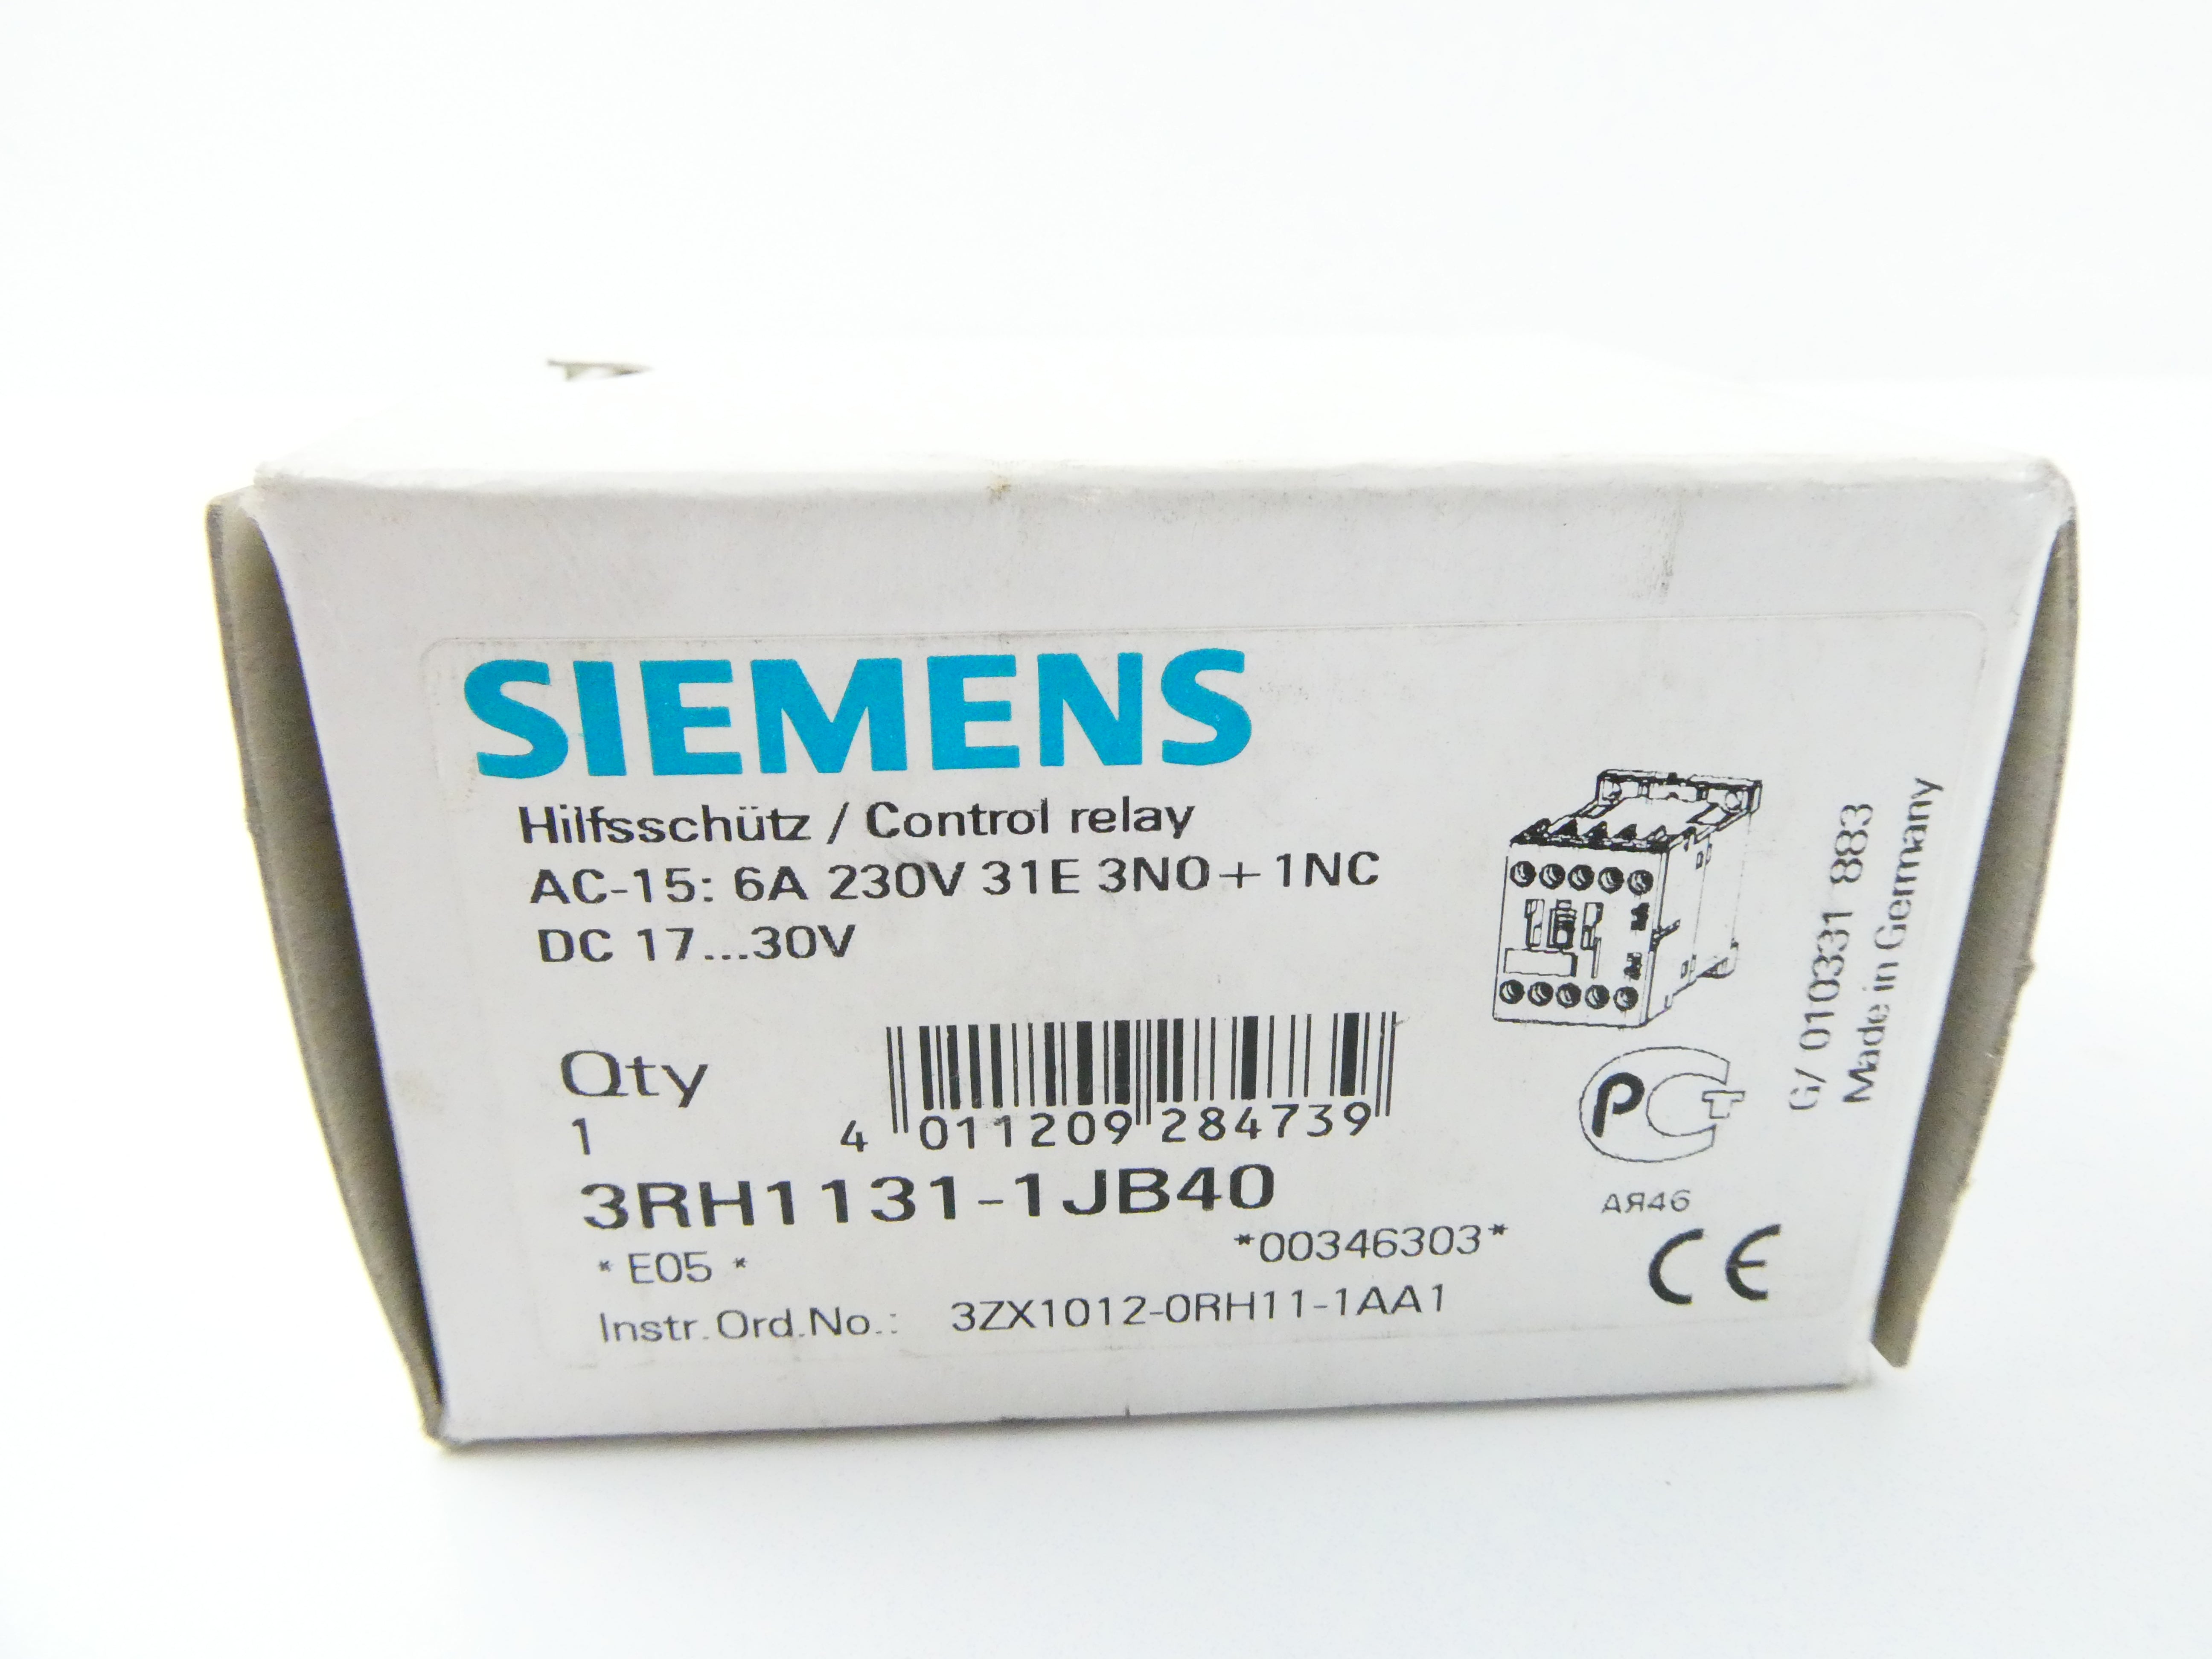 SIEMENS
Hilfsschütz / Control relay
AC-15: 6A 230V 31E 3NO+1NC
DC 17...30V
Qty
1
4 011209 284739
3RH1131-1JB40
* E05 *
*00346303*
Instr.Ord.No.: 3ZX1012-0RH11-1AA1
G/ 010331 883
Made in Germany
АЯ46
CE